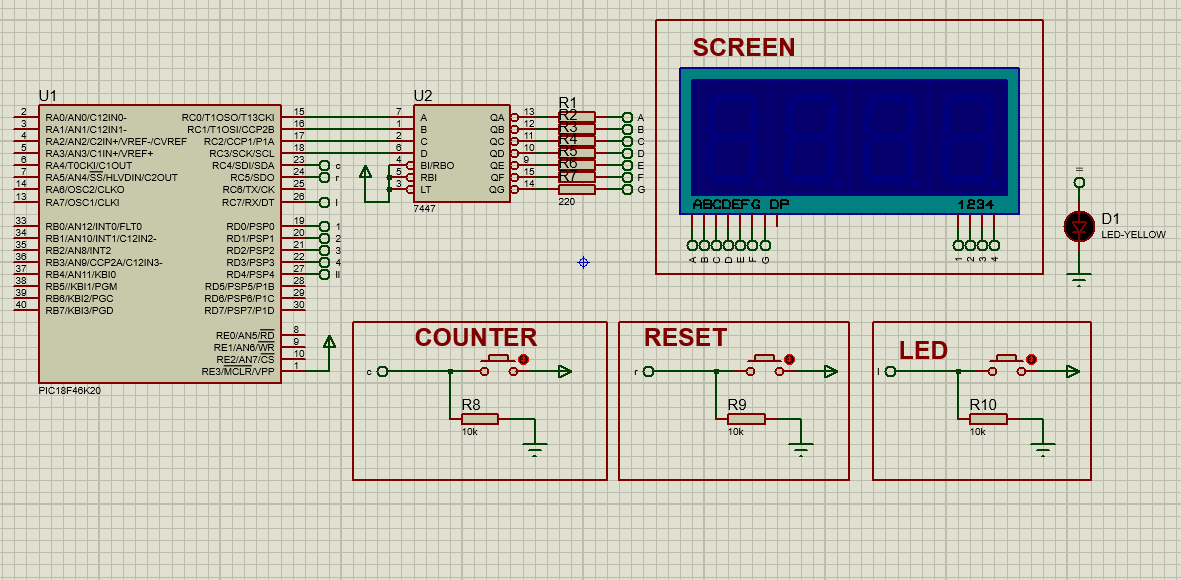 U1
2 RA0/AN0/C12IN0- RC0/T1OSO/T13CKI 15
3 RA1/AN1/C12IN1- RC1/T1OSI/CCP2B 16
4 RA2/AN2/C2IN+/VREF-/CVREF RC2/CCP1/P1A 17
5 RA3/AN3/C1IN+/VREF+ RC3/SCK/SCL 18
6 RA4/T0CKI/C1OUT RC4/SDI/SDA 23 c
7 RA5/AN4/SS/HLVDIN/C2OUT RC5/SDO 24 r
14 RA6/OSC2/CLKO RC6/TX/CK 25
13 RA7/OSC1/CLKI RC7/RX/DT 26 l
33 RB0/AN12/INT0/FLT0 RD0/PSP0 19 1
34 RB1/AN10/INT1/C12IN2- RD1/PSP1 20 2
35 RB2/AN8/INT2 RD2/PSP2 21 3
36 RB3/AN9/CCP2A/C12IN3- RD3/PSP3 22 4
37 RB4/AN11/KBI0 RD4/PSP4 27 ll
38 RB5//KBI1/PGM RD5/PSP5/P1B 28
39 RB6/KBI2/PGC RD6/PSP6/P1C 29
40 RB7/KBI3/PGD RD7/PSP7/P1D 30
RE0/AN5/RD 8
RE1/AN6/WR 9
RE2/AN7/CS 10
RE3/MCLR/VPP 1
PIC18F46K20
U2
7 A QA 13
1 B QB 12
2 C QC 11
6 D QD 10
4 BI/RBO QE 9
5 RBI QF 15
3 LT QG 14
7447
R1
R2
R3
R4
R5
R6
R7
220
A
B
C
D
E
F
G
SCREEN
ABCDEFG DP 1234
A B C D E F G 1 2 3 4
ll
D1
LED-YELLOW
COUNTER
c
R8
10k
RESET
r
R9
10k
LED
l
R10
10k